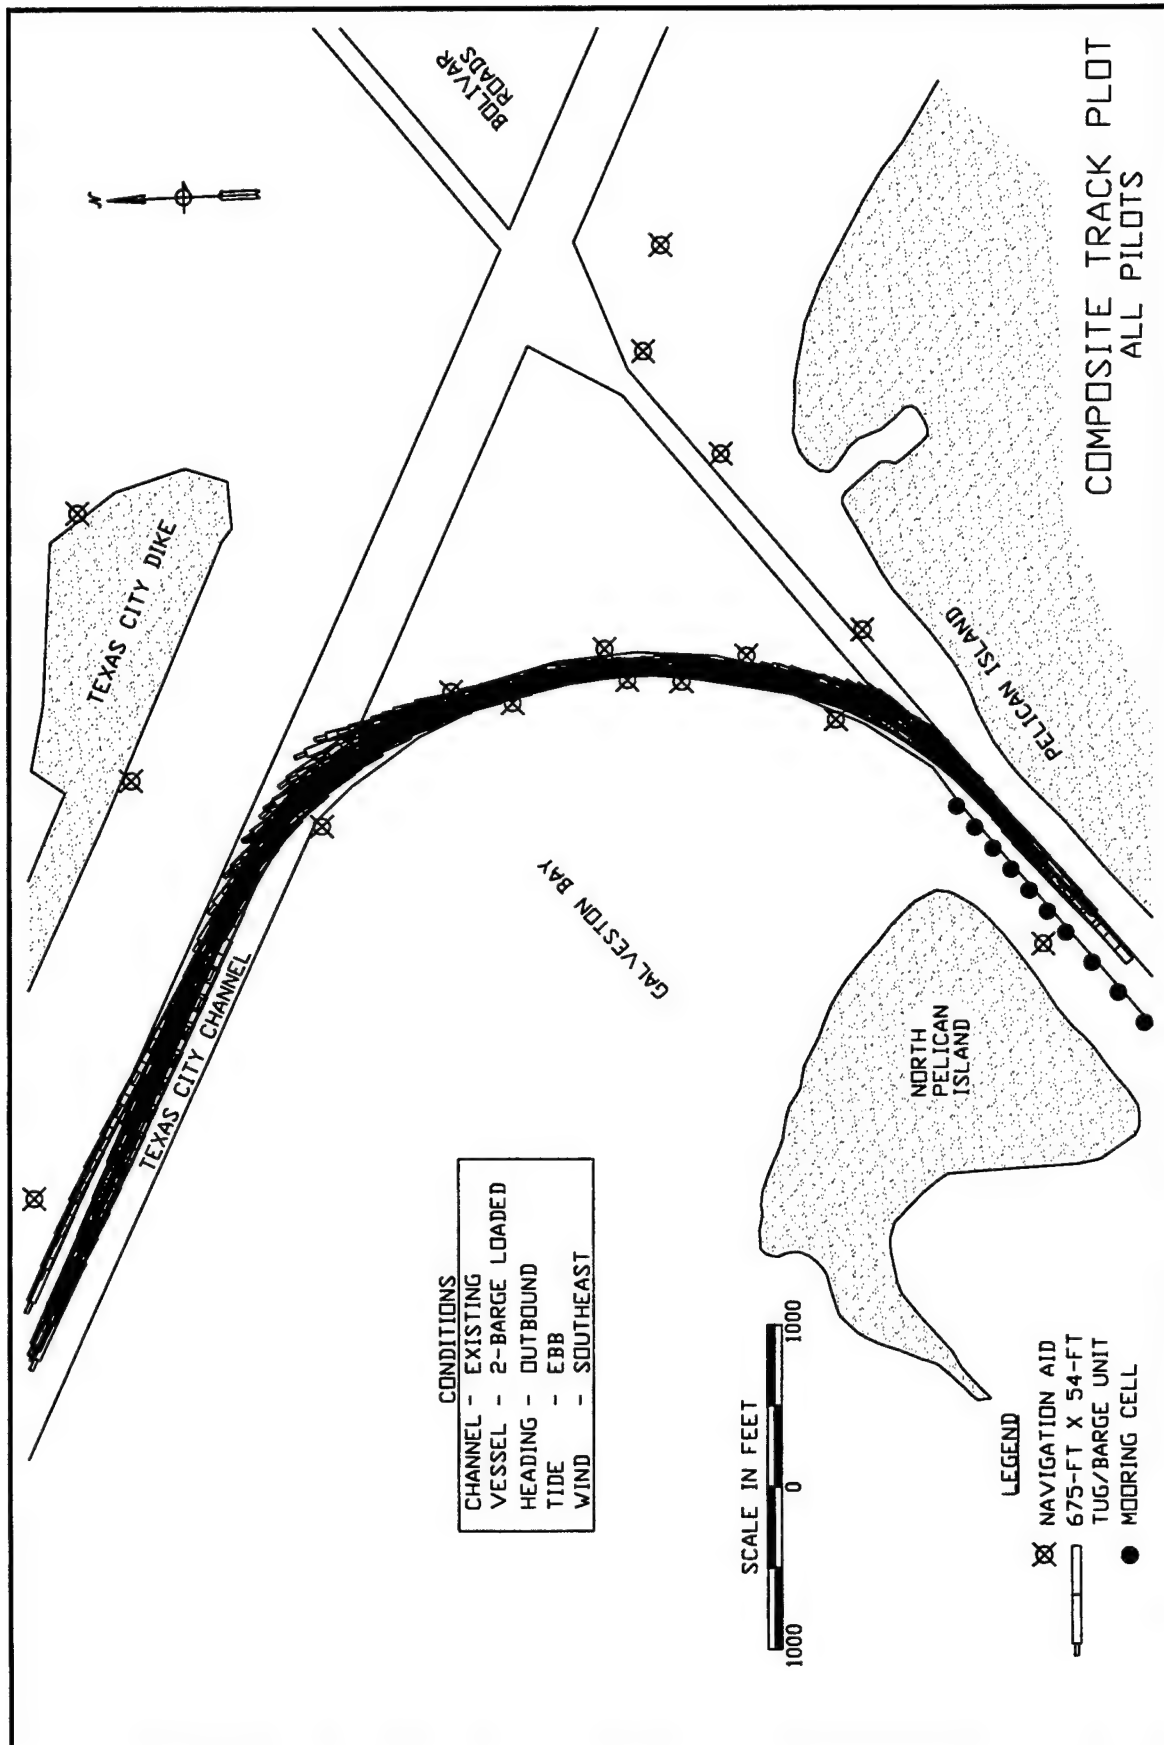 N
BOLIVAR
ROADS
TEXAS CITY DIKE
TEXAS CITY CHANNEL
GALVESTON BAY
PELICAN ISLAND
NORTH
PELICAN
ISLAND
CONDITIONS
CHANNEL - EXISTING
VESSEL - 2-BARGE LOADED
HEADING - OUTBOUND
TIDE - EBB
WIND - SOUTHEAST
SCALE IN FEET
1000 0 1000
LEGEND
NAVIGATION AID
675-FT X 54-FT
TUG/BARGE UNIT
MOORING CELL
COMPOSITE TRACK PLOT
ALL PILOTS